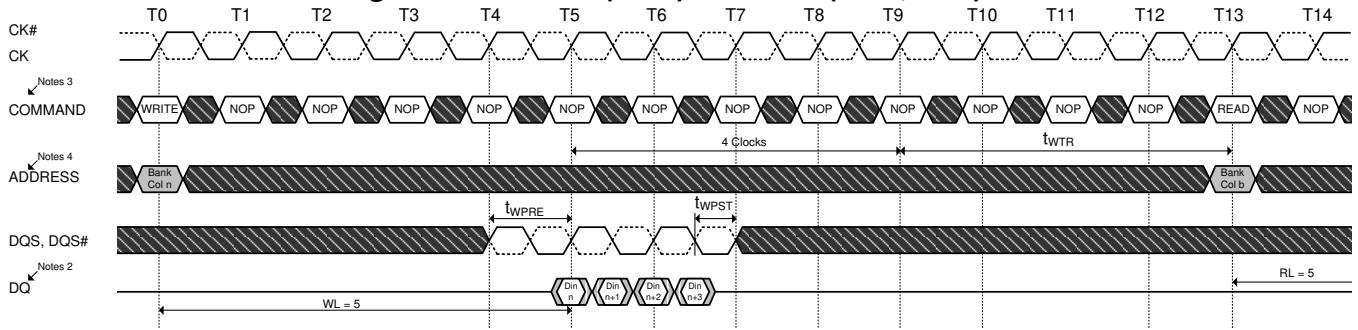 T0 T1 T2 T3 T4 T5 T6 T7 T8 T9 T10 T11 T12 T13 T14
CK#
CK
Notes 3
COMMAND WRITE NOP NOP NOP NOP NOP NOP NOP NOP NOP NOP NOP NOP READ NOP
4 Clocks tWTR
Notes 4
ADDRESS Bank Col n Bank Col b
tWPRE tWPST
DQS, DQS#
Notes 2
DQ Din n Din n+1 Din n+2 Din n+3
WL = 5 RL = 5